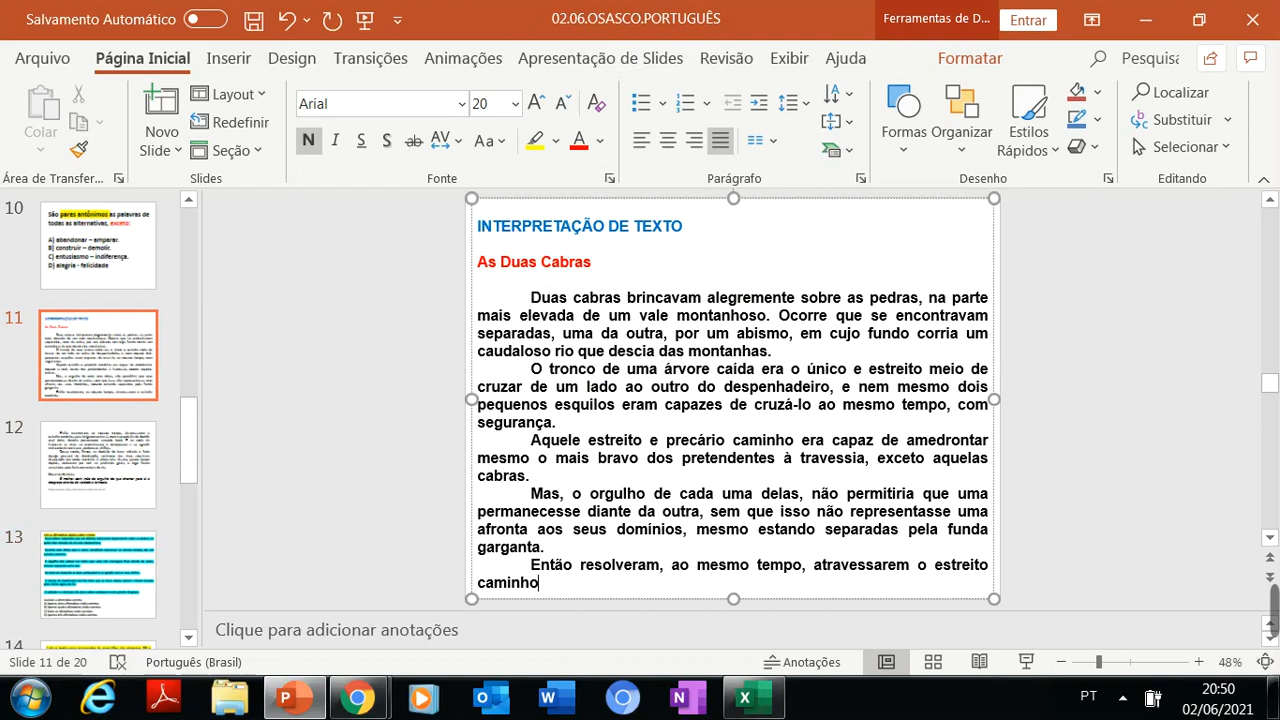 Salvamento Automático
02.06.OSASCO.PORTUGUÊS
Ferramentas de D...
Entrar
Arquivo
Página Inicial
Inserir
Design
Transições
Animações
Apresentação de Slides
Revisão
Exibir
Ajuda
Formatar
Pesquisa
Colar
Novo
Slide
Layout
Redefinir
Seção
Arial
20
N I S S ab AV Aa
A
Formas
Organizar
Estilos
Rápidos
Localizar
Substituir
Selecionar
Área de Transfer...
Slides
Fonte
Parágrafo
Desenho
Editando
10
São pares antônimos as palavras de
todas as alternativas, exceto:
A) abandonar – amparar.
B) construir – demolir.
C) entusiasmo – indiferença.
D) alegria - felicidade
11
12
13
14
INTERPRETAÇÃO DE TEXTO
As Duas Cabras
Duas cabras brincavam alegremente sobre as pedras, na parte
mais elevada de um vale montanhoso. Ocorre que se encontravam
separadas, uma da outra, por um abismo, em cujo fundo corria um
caudaloso rio que descia das montanhas.
O tronco de uma árvore caída era o único e estreito meio de
cruzar de um lado ao outro do despenhadeiro, e nem mesmo dois
pequenos esquilos eram capazes de cruzá-lo ao mesmo tempo, com
segurança.
Aquele estreito e precário caminho era capaz de amedrontar
mesmo o mais bravo dos pretendentes à travessia, exceto aquelas
cabras.
Mas, o orgulho de cada uma delas, não permitiria que uma
permanecesse diante da outra, sem que isso não representasse uma
afronta aos seus domínios, mesmo estando separadas pela funda
garganta.
Então resolveram, ao mesmo tempo, atravessarem o estreito
caminho
Clique para adicionar anotações
Slide 11 de 20
Português (Brasil)
Anotações
48%
PT
20:50
02/06/2021